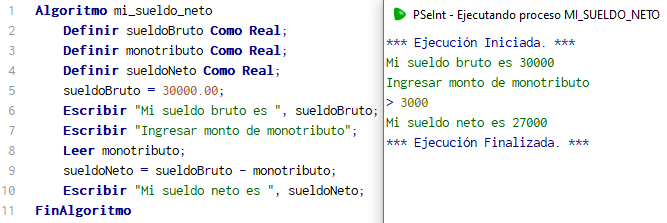 1 Algoritmo mi_sueldo_neto
2 Definir sueldoBruto Como Real;
3 Definir monotributo Como Real;
4 Definir sueldoNeto Como Real;
5 sueldoBruto = 30000.00;
6 Escribir "Mi sueldo bruto es ", sueldoBruto;
7 Escribir "Ingresar monto de monotributo";
8 Leer monotributo;
9 sueldoNeto = sueldoBruto - monotributo;
10 Escribir "Mi sueldo neto es ", sueldoNeto;
11 FinAlgoritmo
PSeInt - Ejecutando proceso MI_SUELDO_NETO
*** Ejecución Iniciada. ***
Mi sueldo bruto es 30000
Ingresar monto de monotributo
> 3000
Mi sueldo neto es 27000
*** Ejecución Finalizada. ***